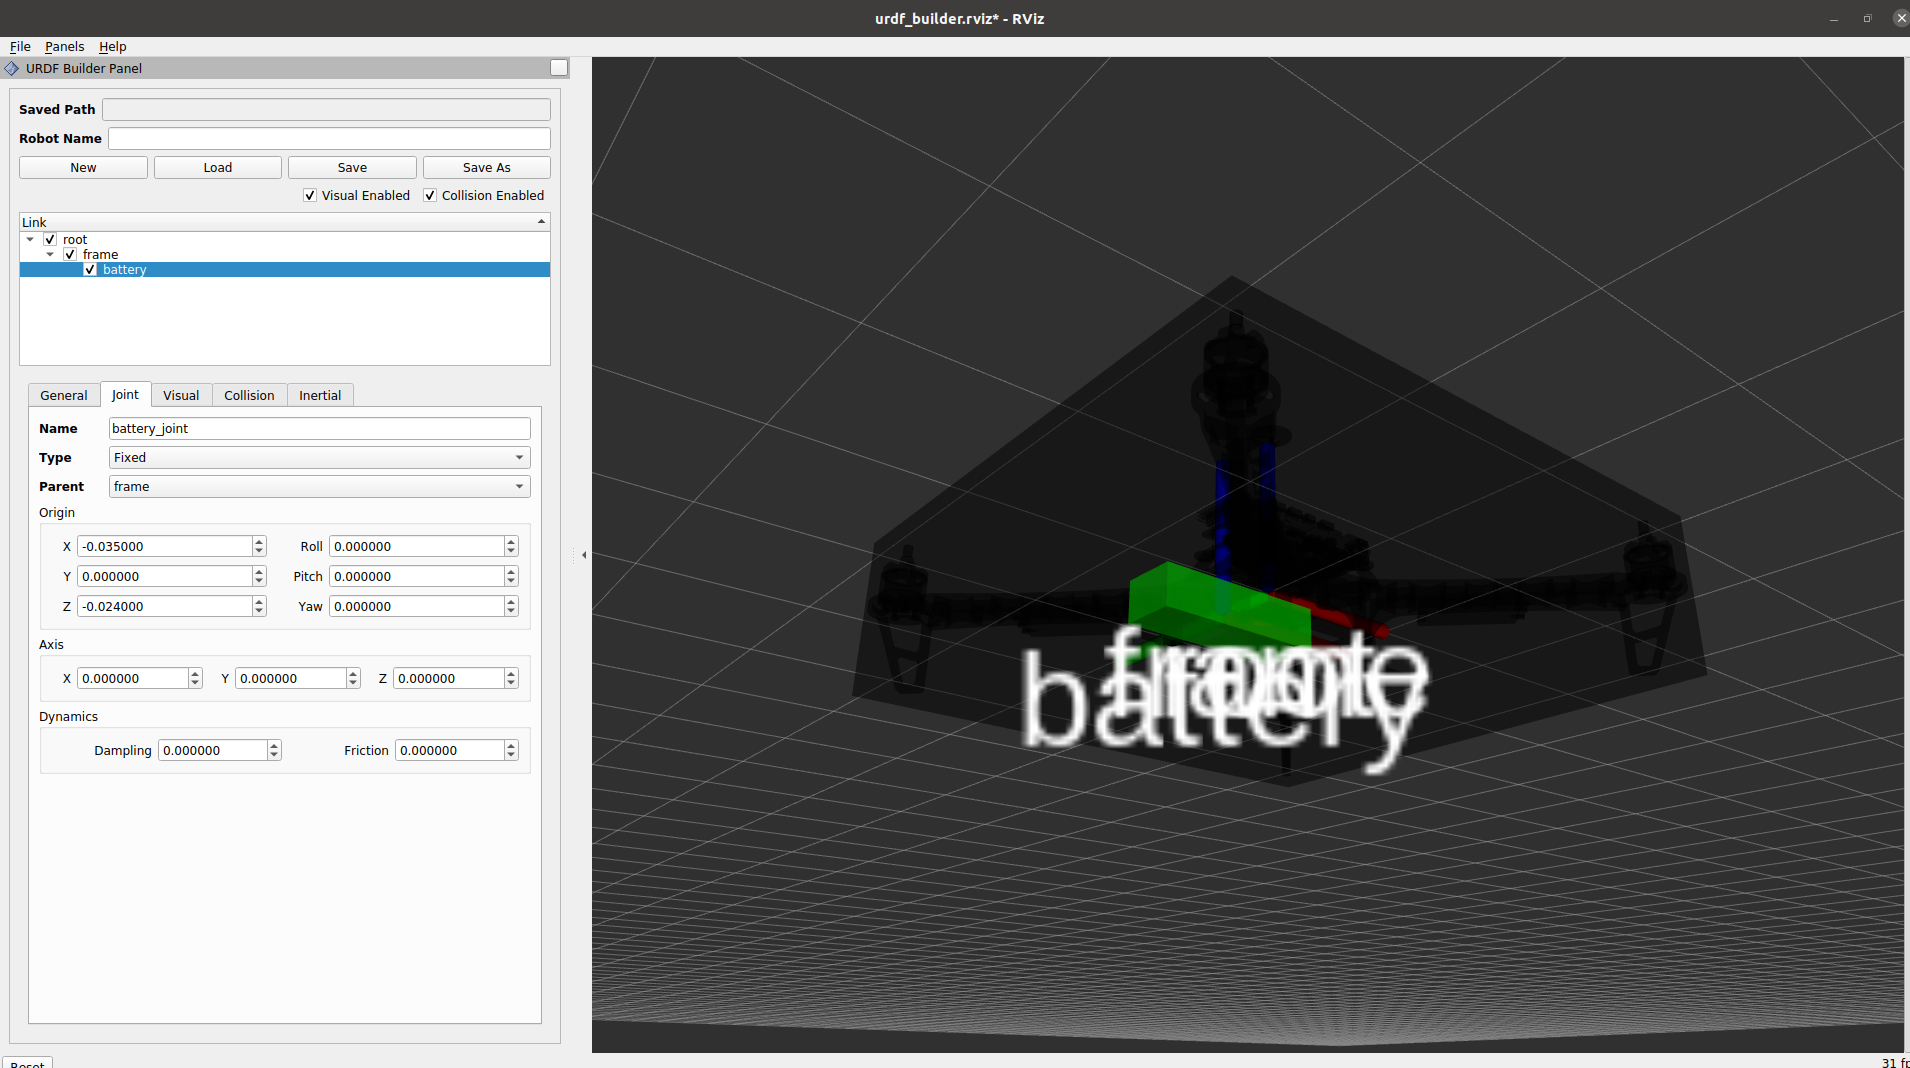 urdf_builder.rviz* - RViz
File Panels Help
URDF Builder Panel
Saved Path
Robot Name
New Load Save Save As
Visual Enabled Collision Enabled
Link
root
frame
battery
General Joint Visual Collision Inertial
Name battery_joint
Type Fixed
Parent frame
Origin
X -0.035000 Roll 0.000000
Y 0.000000 Pitch 0.000000
Z -0.024000 Yaw 0.000000
Axis
X 0.000000 Y 0.000000 Z 0.000000
Dynamics
Dampling 0.000000 Friction 0.000000
frame
battery
Reset
31 fp